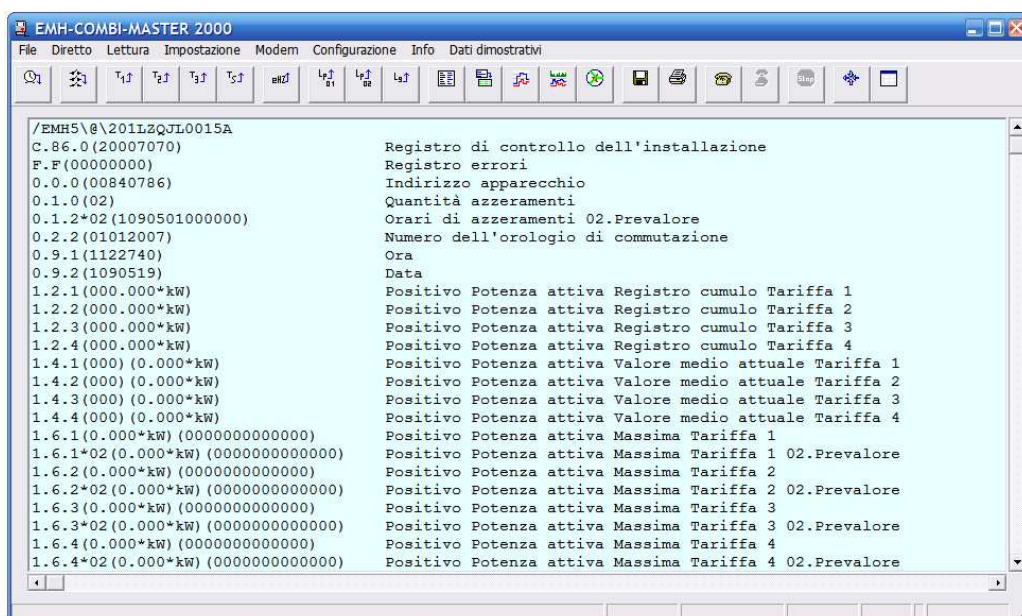 EMH-COMBI-MASTER 2000
File Diretto Lettura Impostazione Modem Configurazione Info Dati dimostrativi
T1 T2 T3 TS eHZ LP 01 LP 02 Lg Stop
/EMH5\@\201LZQJL0015A
C.86.0(20007070) Registro di controllo dell'installazione
F.F(00000000) Registro errori
0.0.0(00840786) Indirizzo apparecchio
0.1.0(02) Quantità azzeramenti
0.1.2*02(1090501000000) Orari di azzeramenti 02.Prevalore
0.2.2(01012007) Numero dell'orologio di commutazione
0.9.1(1122740) Ora
0.9.2(1090519) Data
1.2.1(000.000*kW) Positivo Potenza attiva Registro cumulo Tariffa 1
1.2.2(000.000*kW) Positivo Potenza attiva Registro cumulo Tariffa 2
1.2.3(000.000*kW) Positivo Potenza attiva Registro cumulo Tariffa 3
1.2.4(000.000*kW) Positivo Potenza attiva Registro cumulo Tariffa 4
1.4.1(000)(0.000*kW) Positivo Potenza attiva Valore medio attuale Tariffa 1
1.4.2(000)(0.000*kW) Positivo Potenza attiva Valore medio attuale Tariffa 2
1.4.3(000)(0.000*kW) Positivo Potenza attiva Valore medio attuale Tariffa 3
1.4.4(000)(0.000*kW) Positivo Potenza attiva Valore medio attuale Tariffa 4
1.6.1(0.000*kW)(0000000000000) Positivo Potenza attiva Massima Tariffa 1
1.6.1*02(0.000*kW)(0000000000000) Positivo Potenza attiva Massima Tariffa 1 02.Prevalore
1.6.2(0.000*kW)(0000000000000) Positivo Potenza attiva Massima Tariffa 2
1.6.2*02(0.000*kW)(0000000000000) Positivo Potenza attiva Massima Tariffa 2 02.Prevalore
1.6.3(0.000*kW)(0000000000000) Positivo Potenza attiva Massima Tariffa 3
1.6.3*02(0.000*kW)(0000000000000) Positivo Potenza attiva Massima Tariffa 3 02.Prevalore
1.6.4(0.000*kW)(0000000000000) Positivo Potenza attiva Massima Tariffa 4
1.6.4*02(0.000*kW)(0000000000000) Positivo Potenza attiva Massima Tariffa 4 02.Prevalore